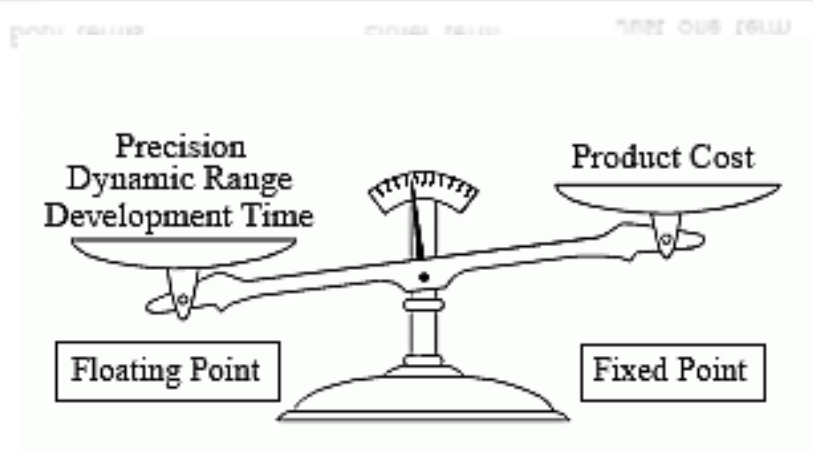 Precision
Dynamic Range
Development Time
Product Cost
Floating Point
Fixed Point